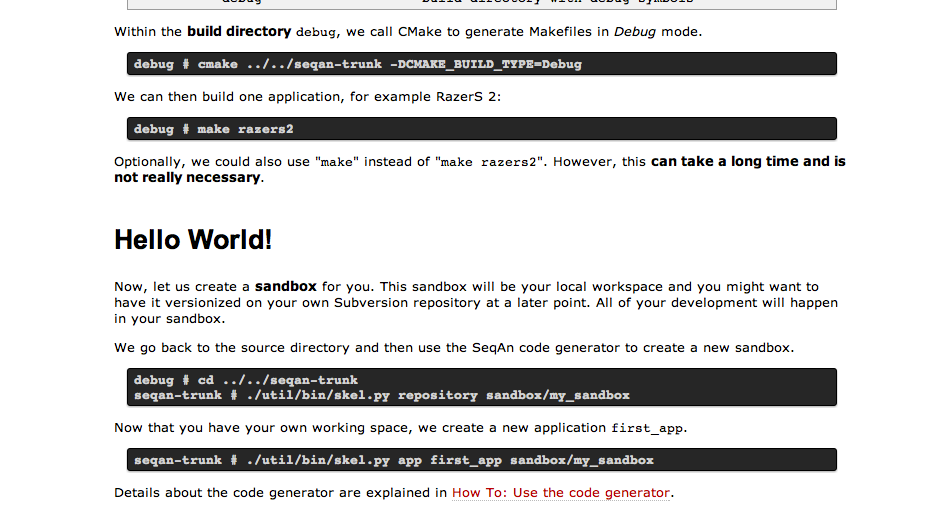 debug build directory with debug symbols
Within the build directory debug, we call CMake to generate Makefiles in Debug mode.
debug # cmake ../../seqan-trunk -DCMAKE_BUILD_TYPE=Debug
We can then build one application, for example RazerS 2:
debug # make razers2
Optionally, we could also use "make" instead of "make razers2". However, this can take a long time and is
not really necessary.
Hello World!
Now, let us create a sandbox for you. This sandbox will be your local workspace and you might want to
have it versionized on your own Subversion repository at a later point. All of your development will happen
in your sandbox.
We go back to the source directory and then use the SeqAn code generator to create a new sandbox.
debug # cd ../../seqan-trunk
seqan-trunk # ./util/bin/skel.py repository sandbox/my_sandbox
Now that you have your own working space, we create a new application first_app.
seqan-trunk # ./util/bin/skel.py app first_app sandbox/my_sandbox
Details about the code generator are explained in How To: Use the code generator.